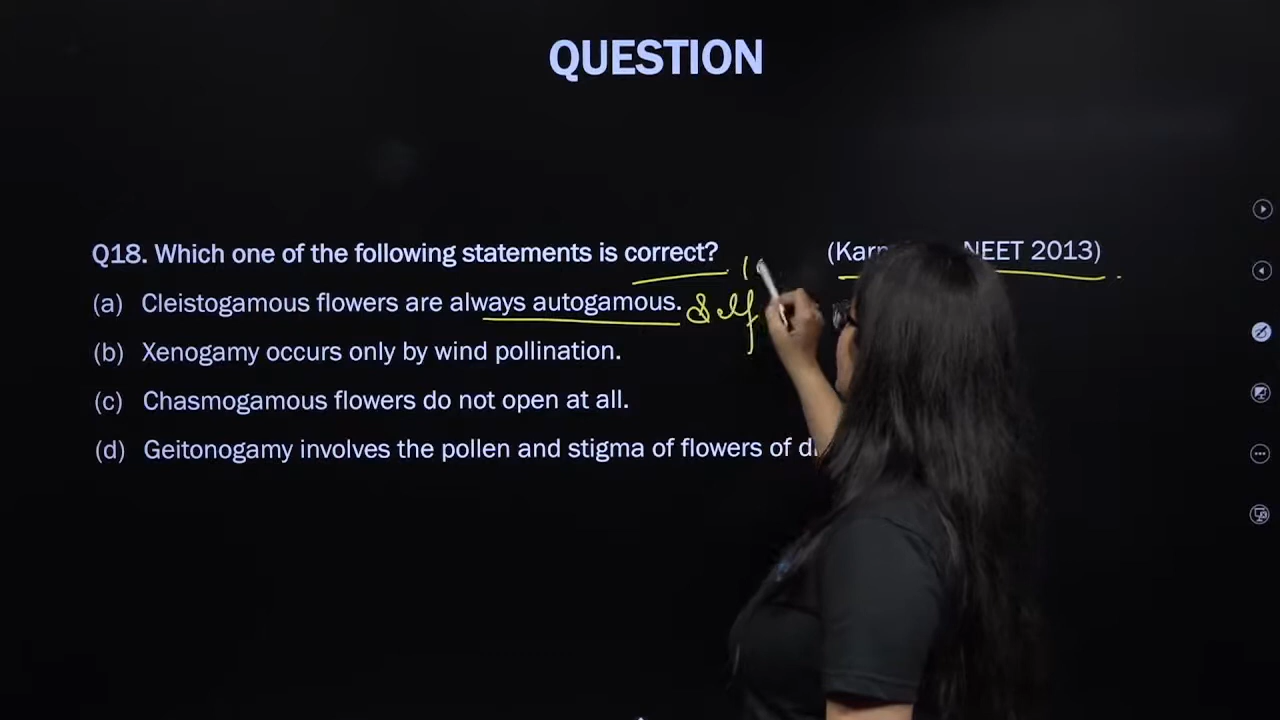 QUESTION
Q18. Which one of the following statements is correct? NEET 2013)
(a) Cleistogamous flowers are always autogamous. Self
(b) Xenogamy occurs only by wind pollination.
(c) Chasmogamous flowers do not open at all.
(d) Geitonogamy involves the pollen and stigma of flowers of